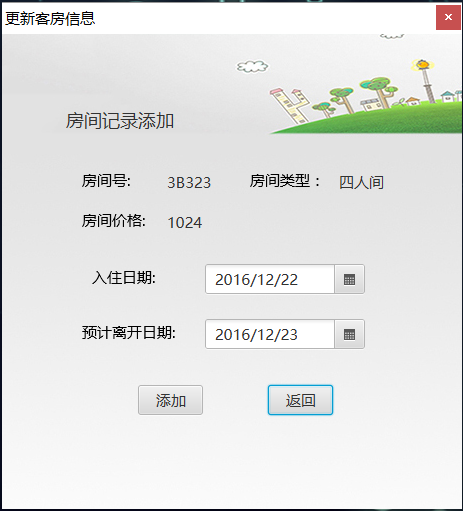 更新客房信息
房间记录添加
房间号: 3B323 房间类型： 四人间
房间价格: 1024
入住日期: 2016/12/22
预计离开日期: 2016/12/23
添加 返回